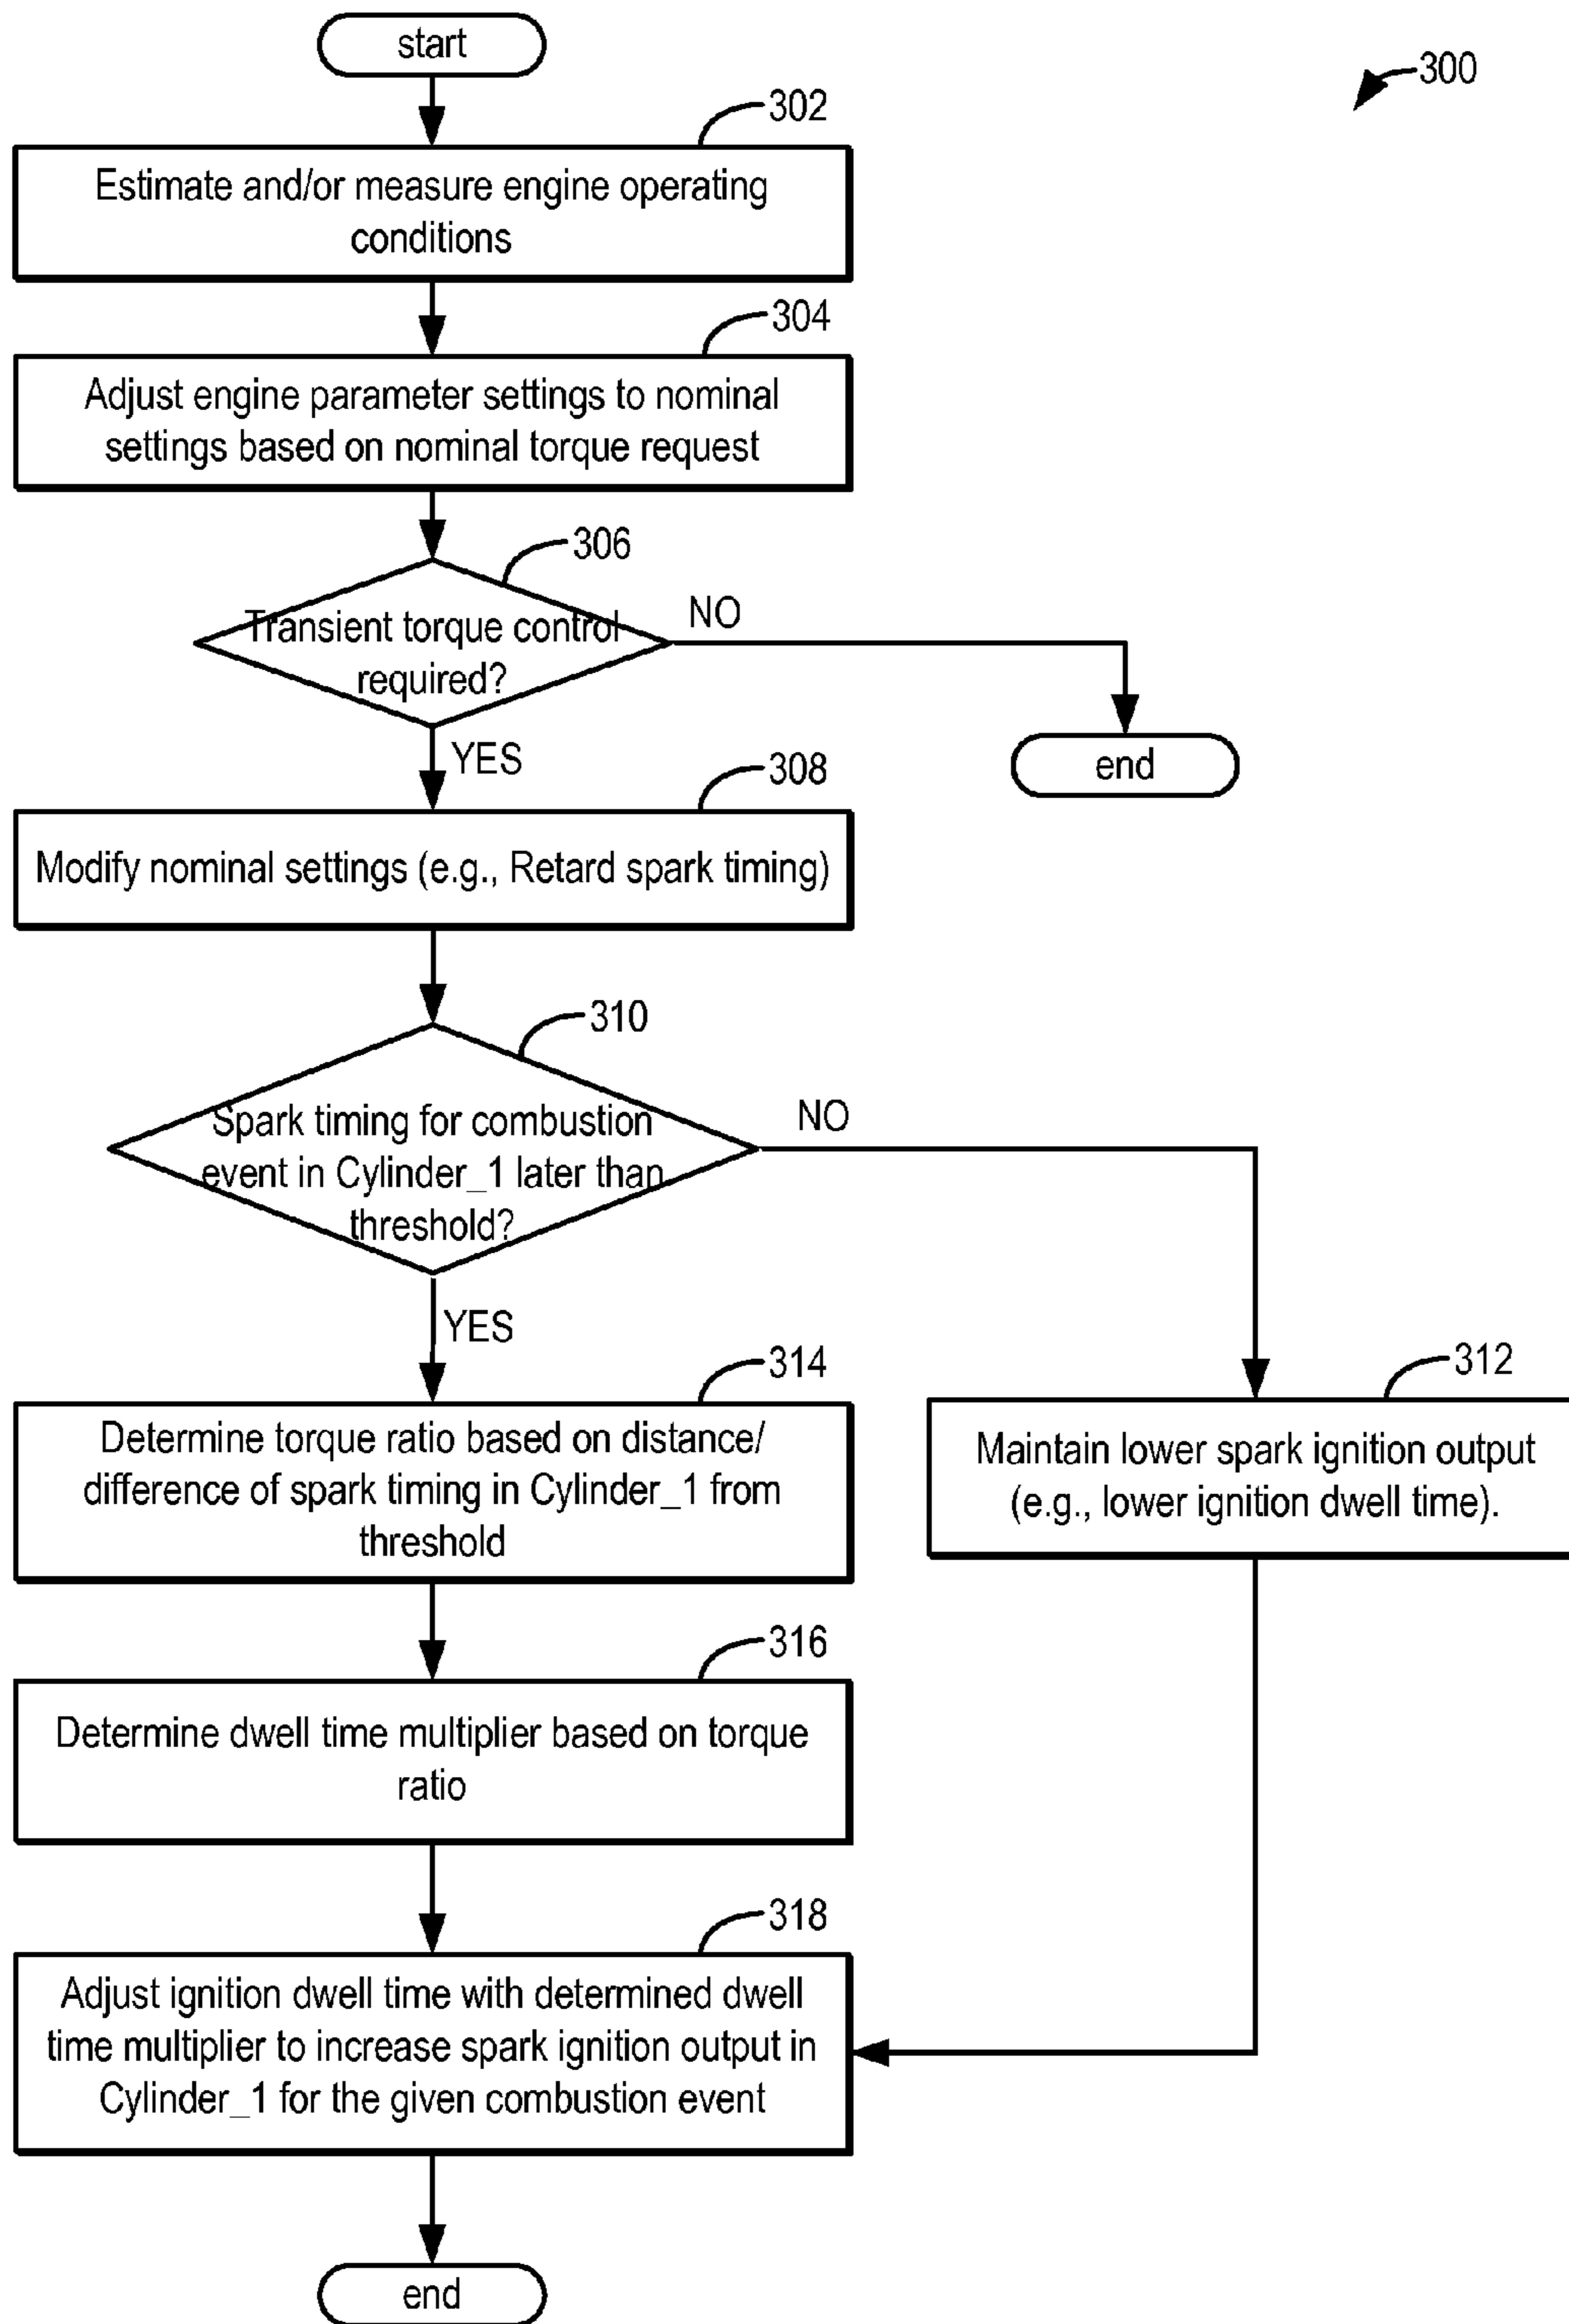 start
300
302
Estimate and/or measure engine operating
conditions
304
Adjust engine parameter settings to nominal
settings based on nominal torque request
306
Transient torque control
required?
NO
end
YES
308
Modify nominal settings (e.g., Retard spark timing)
310
Spark timing for combustion
event in Cylinder_1 later than
threshold?
NO
YES
314
Determine torque ratio based on distance/
difference of spark timing in Cylinder_1 from
threshold
312
Maintain lower spark ignition output
(e.g., lower ignition dwell time).
316
Determine dwell time multiplier based on torque
ratio
318
Adjust ignition dwell time with determined dwell
time multiplier to increase spark ignition output in
Cylinder_1 for the given combustion event
end